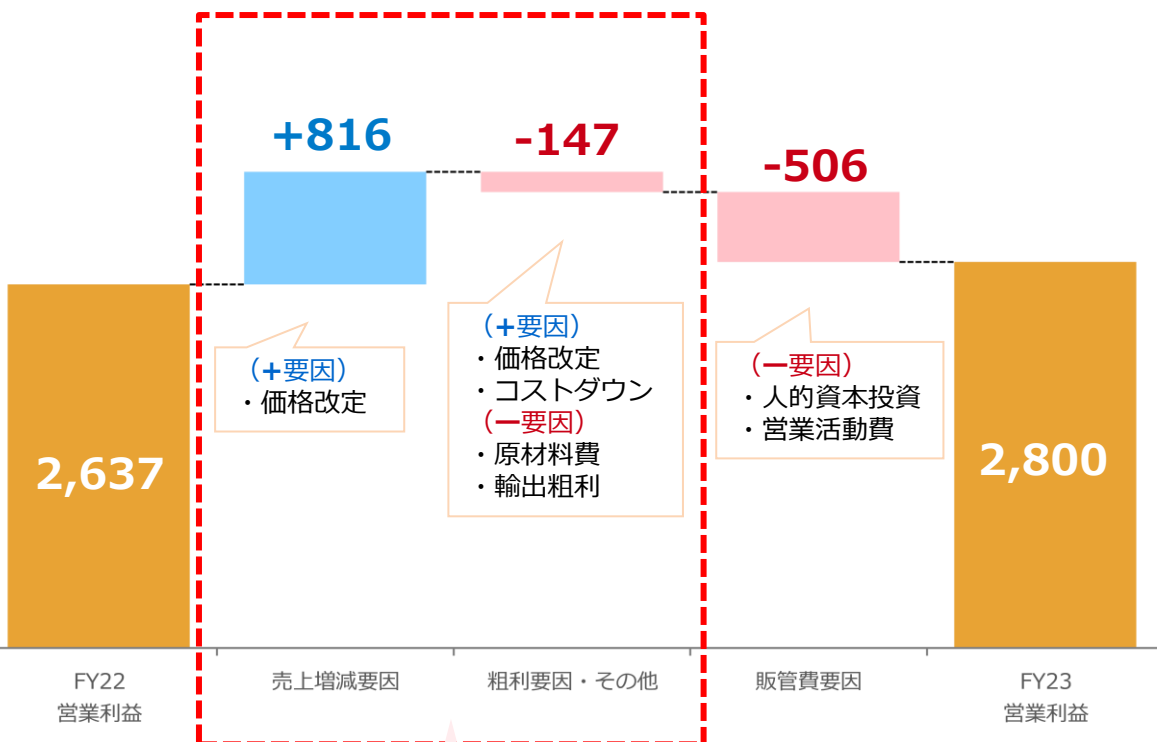 +816
-147
-506
(+要因)
・価格改定
(+要因)
・価格改定
・コストダウン
(ー要因)
・原材料費
・輸出粗利
(ー要因)
・人的資本投資
・営業活動費
2,637
2,800
FY22
営業利益
売上増減要因
粗利要因・その他
販管費要因
FY23
営業利益